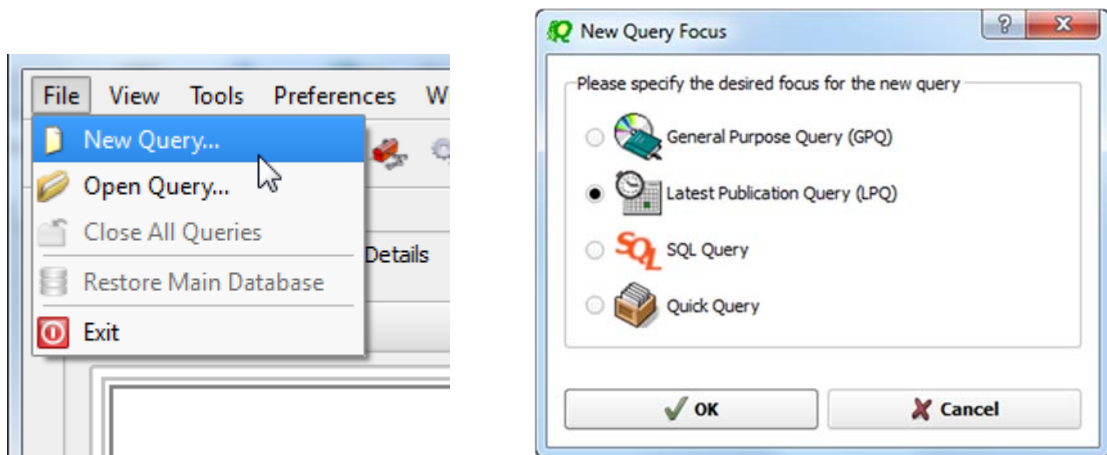 File View Tools Preferences W
New Query...
Open Query...
Close All Queries
Details
Restore Main Database
Exit
New Query Focus
Please specify the desired focus for the new query
General Purpose Query (GPQ)
Latest Publication Query (LPQ)
SQL SQL Query
Quick Query
OK Cancel